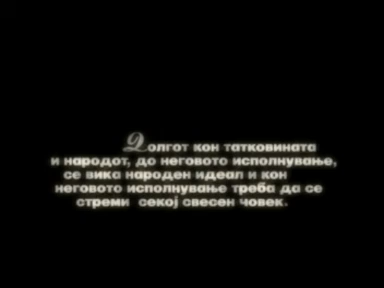 Долгот кон татковината
и народот, до неговото исполнување,
се вика народен идеал и кон
неговото исполнување треба да се
стреми секој свесен човек.